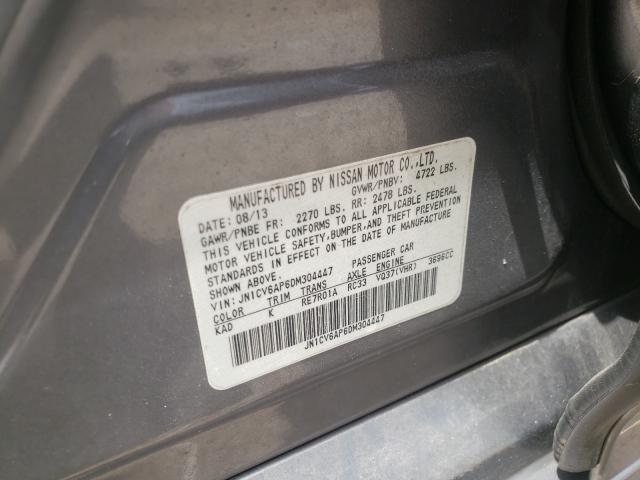 MANUFACTURED BY NISSAN MOTOR CO.,LTD.
DATE: 08/13 GVWR/PNBV: 4722 LBS.
GAWR/PNBE FR: 2270 LBS. RR: 2478 LBS.
THIS VEHICLE CONFORMS TO ALL APPLICABLE FEDERAL
MOTOR VEHICLE SAFETY,BUMPER,AND THEFT PREVENTION
STANDARDS IN EFFECT ON THE DATE OF MANUFACTURE
SHOWN ABOVE.
VIN: JN1CV6AP6DM304447 PASSENGER CAR
COLOR TRIM TRANS AXLE ENGINE
KAD K RE7R01A RC33 VQ37(VHR) 3696CC
JN1CV6AP6DM304447